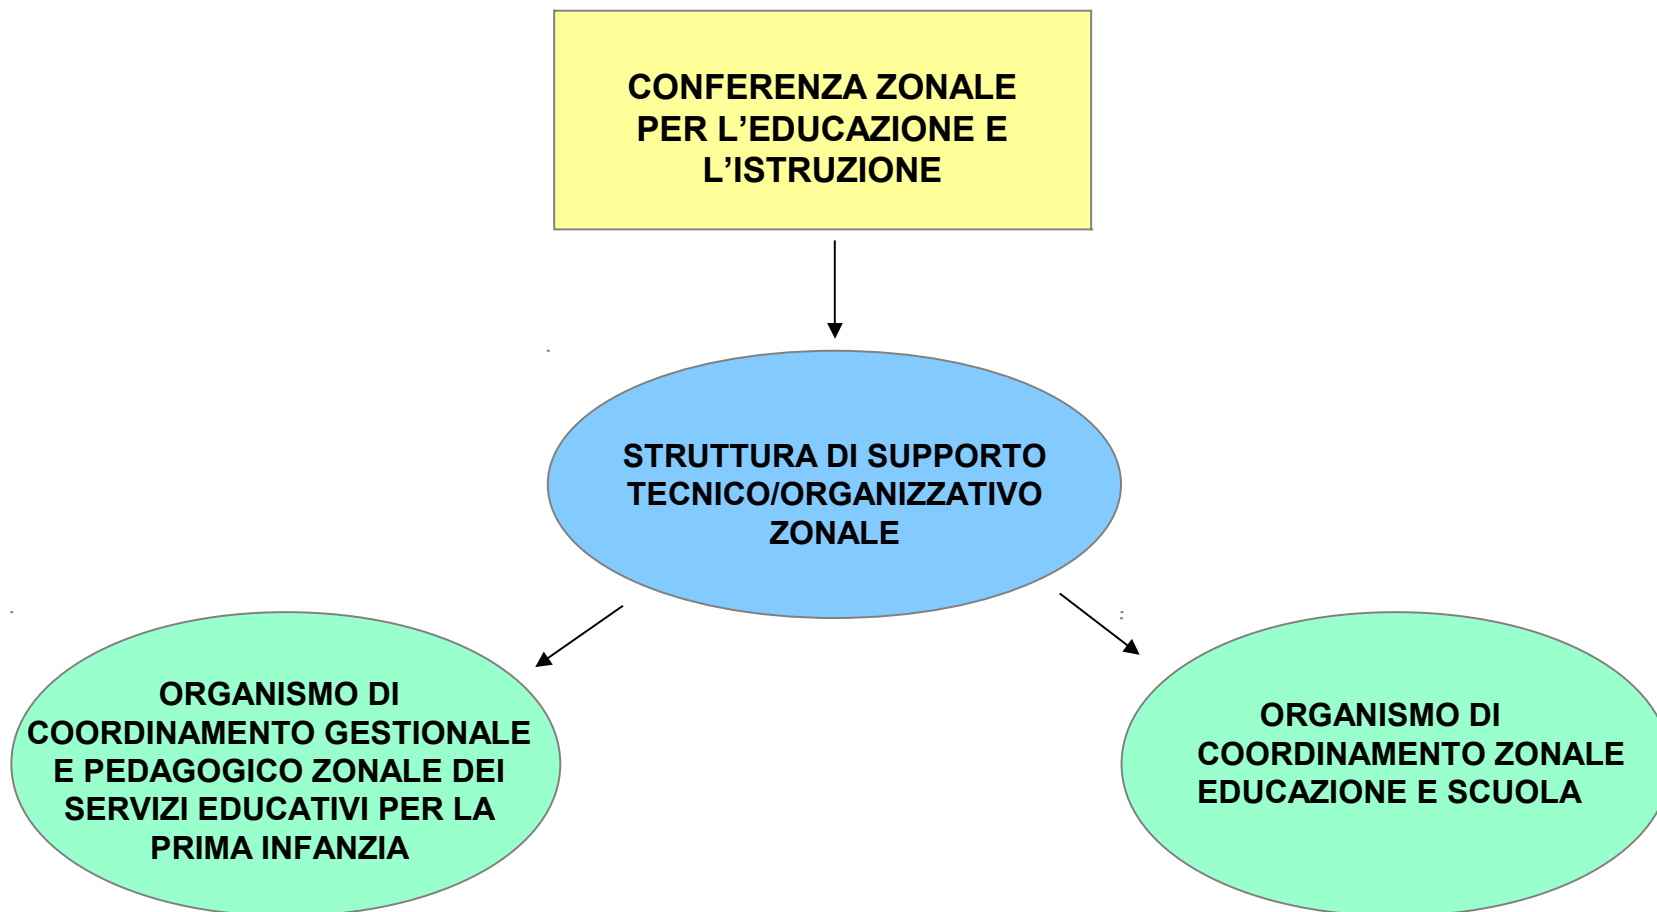 CONFERENZA ZONALE
PER L’EDUCAZIONE E
L’ISTRUZIONE
STRUTTURA DI SUPPORTO
TECNICO/ORGANIZZATIVO
ZONALE
ORGANISMO DI
COORDINAMENTO GESTIONALE
E PEDAGOGICO ZONALE DEI
SERVIZI EDUCATIVI PER LA
PRIMA INFANZIA
ORGANISMO DI
COORDINAMENTO ZONALE
EDUCAZIONE E SCUOLA